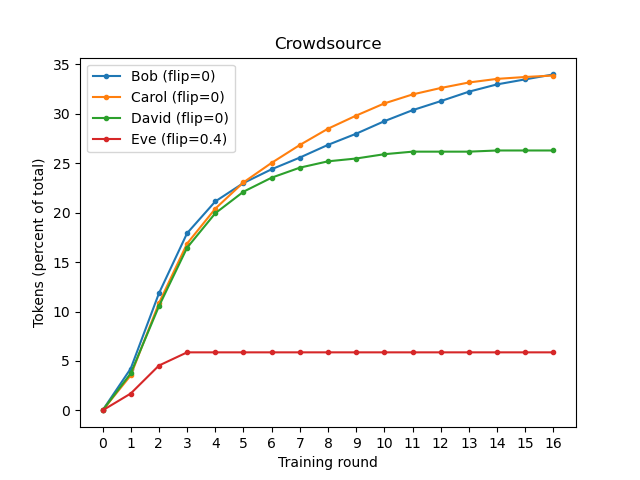 Crowdsource
Tokens (percent of total)
35
30
25
20
15
10
5
0
Bob (flip=0)
Carol (flip=0)
David (flip=0)
Eve (flip=0.4)
0 1 2 3 4 5 6 7 8 9 10 11 12 13 14 15 16
Training round